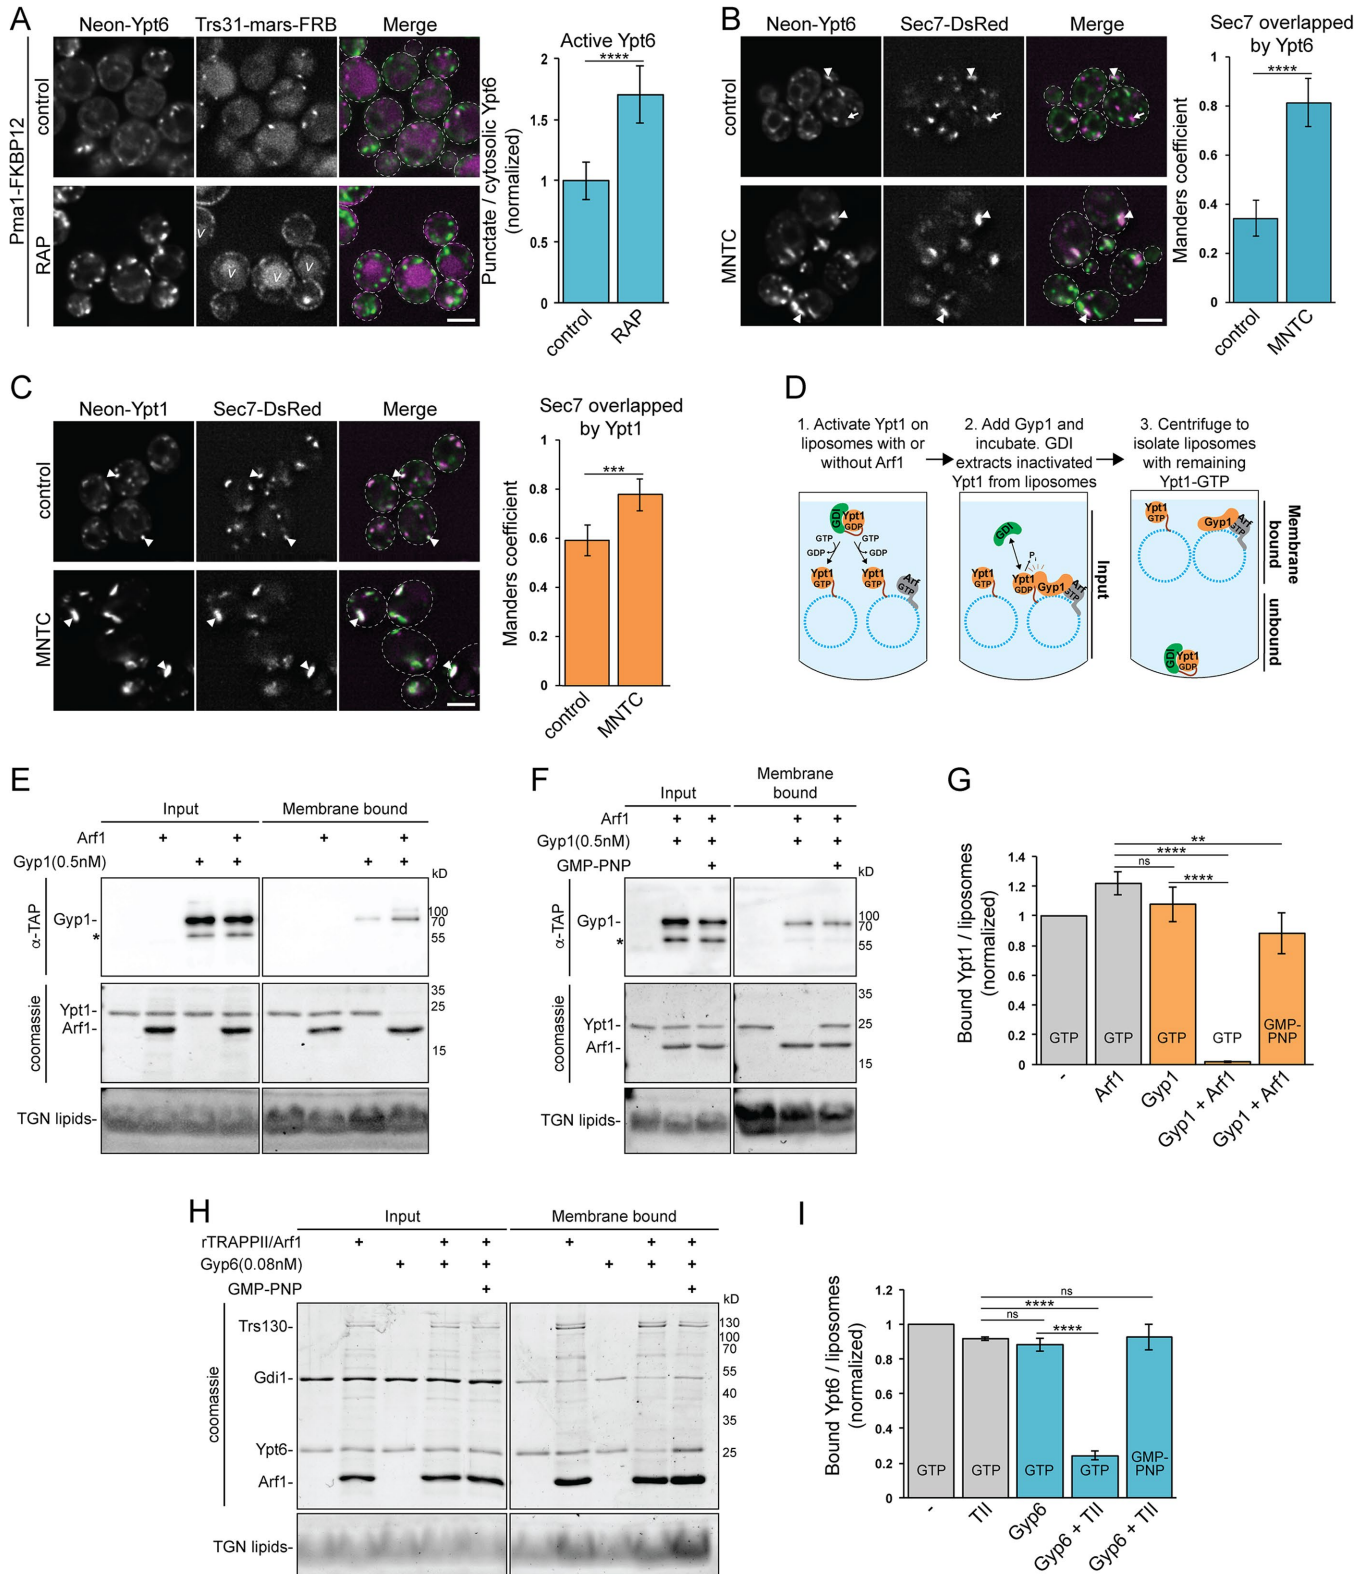 A
Neon-Ypt6 Trs31-mars-FRB Merge
Pma1-FKBP12
control
RAP
V
V
V
V
Active Ypt6
****
Punctate / cytosolic Ypt6
(normalized)
2
1.5
1
0.5
0
control
RAP
B
Neon-Ypt6 Sec7-DsRed Merge
control
MNTC
Sec7 overlapped
by Ypt6
****
Manders coefficient
1
0.8
0.6
0.4
0.2
0
control
MNTC
C
Neon-Ypt1 Sec7-DsRed Merge
control
MNTC
Sec7 overlapped
by Ypt1
***
Manders coefficient
1
0.8
0.6
0.4
0.2
0
control
MNTC
D
1. Activate Ypt1 on
liposomes with or
without Arf1
2. Add Gyp1 and
incubate. GDI
extracts inactivated
Ypt1 from liposomes
3. Centrifuge to
isolate liposomes
with remaining
Ypt1-GTP
GDI
Ypt1
GDP
GTP GTP
GDP GDP
Ypt1
GTP
Ypt1
GTP
Arf
GTP
GDI
Pi
Ypt1
GTP
Ypt1
GDP
Gyp1
Arf
GTP
Input
Ypt1
GTP
Gyp1
Arf
GTP
GDI
Ypt1
GDP
Membrane
bound
unbound
E
Input Membrane bound
Arf1 + + + +
Gyp1(0.5nM) + + + +
kD
α-TAP
Gyp1-
*
100
70
55
coomassie
Ypt1-
Arf1-
35
25
15
TGN lipids-
F
Input
Membrane
bound
Arf1 + + + +
Gyp1(0.5nM) + + + +
GMP-PNP + +
kD
α-TAP
Gyp1-
*
100
70
55
coomassie
Ypt1-
Arf1-
35
25
15
TGN lipids-
G
Bound Ypt1 / liposomes
(normalized)
1.4
1.2
1
0.8
0.6
0.4
0.2
0
**
****
ns
****
GTP GTP GTP GTP GMP-
PNP
-
Arf1
Gyp1
Gyp1 + Arf1
Gyp1 + Arf1
H
Input Membrane bound
rTRAPPII/Arf1 + + + + + +
Gyp6(0.08nM) + + + + + +
GMP-PNP + +
kD
coomassie
Trs130-
Gdi1-
Ypt6-
Arf1-
130
100
70
55
40
35
25
TGN lipids-
I
Bound Ypt6 / liposomes
(normalized)
1.2
1
0.8
0.6
0.4
0.2
0
ns
****
ns
****
GTP GTP GTP GTP GMP-
PNP
-
TII
Gyp6
Gyp6 + TII
Gyp6 + TII